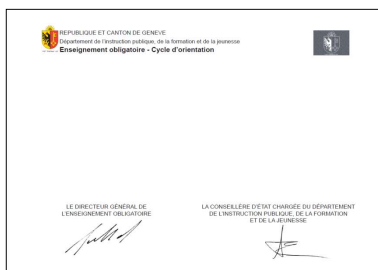 REPUBLIQUE ET CANTON DE GENEVE
Département de l'instruction publique, de la formation et de la jeunesse
Enseignement obligatoire - Cycle d'orientation
LE DIRECTEUR GÉNÉRAL DE
L'ENSEIGNEMENT OBLIGATOIRE
LA CONSEILLÈRE D'ÉTAT CHARGÉE DU DÉPARTEMENT
DE L'INSTRUCTION PUBLIQUE, DE LA FORMATION
ET DE LA JEUNESSE